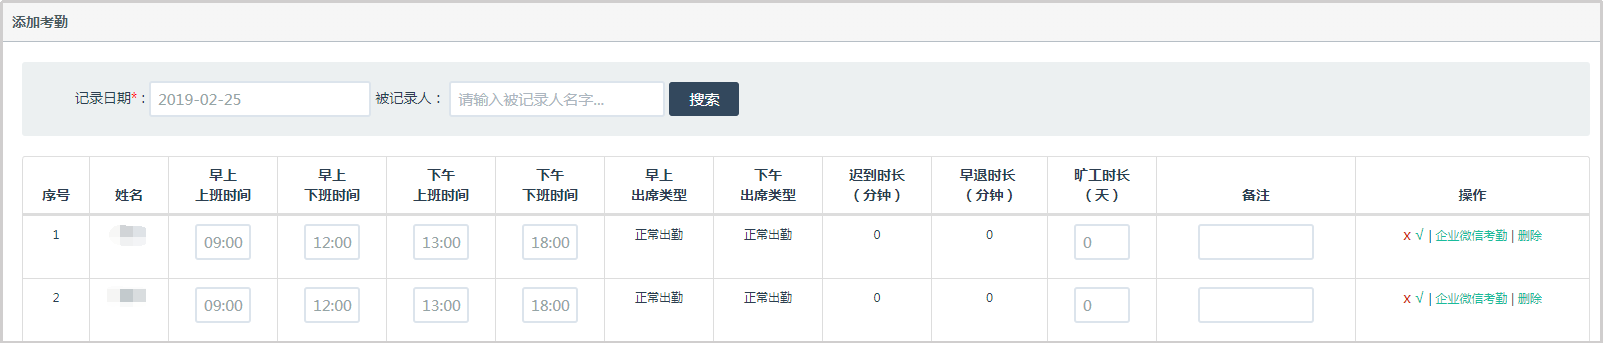 添加考勤
记录日期*： 2019-02-25 被记录人： 请输入被记录人名字... 搜索
序号 姓名 早上上班时间 早上下班时间 下午上班时间 下午下班时间 早上出席类型 下午出席类型 迟到时长（分钟） 早退时长（分钟） 旷工时长（天） 备注 操作
1 09:00 12:00 13:00 18:00 正常出勤 正常出勤 0 0 0 x √ | 企业微信考勤 | 删除
2 09:00 12:00 13:00 18:00 正常出勤 正常出勤 0 0 0 x √ | 企业微信考勤 | 删除